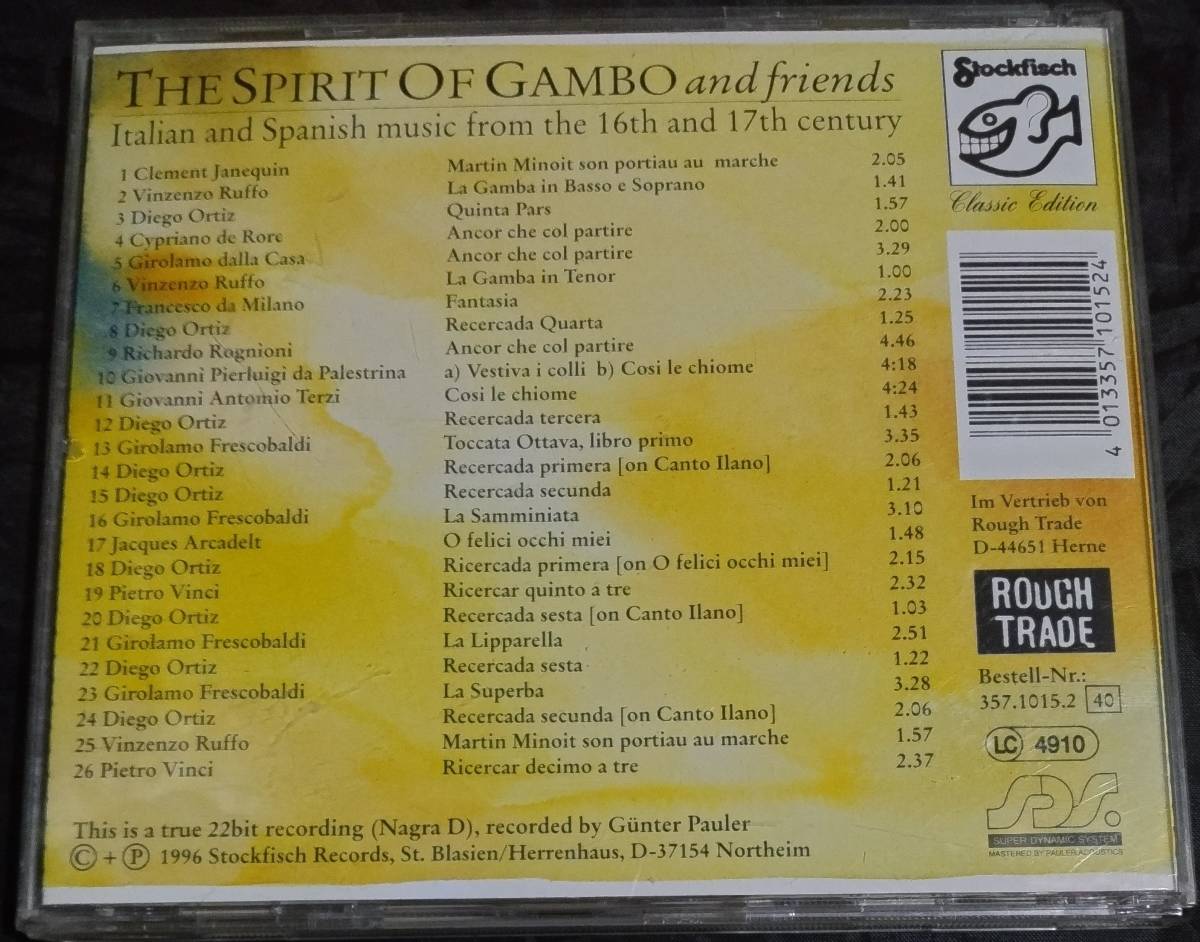 THE SPIRIT OF GAMBO and friends
Italian and Spanish music from the 16th and 17th century
1 Clement Janequin Martin Minoit son portiau au marche 2.05
2 Vinzenzo Ruffo La Gamba in Basso e Soprano 1.41
3 Diego Ortiz Quinta Pars 1.57
4 Cypriano de Rore Ancor che col partire 2.00
5 Girolamo dalla Casa Ancor che col partire 3.29
6 Vinzenzo Ruffo La Gamba in Tenor 1.00
7 Francesco da Milano Fantasia 2.23
8 Diego Ortiz Recercada Quarta 1.25
9 Richardo Rognioni Ancor che col partire 4.46
10 Giovanni Pierluigi da Palestrina a) Vestiva i colli b) Cosi le chiome 4:18
11 Giovanni Antomio Terzi Cosi le chiome 4:24
12 Diego Ortiz Recercada tercera 1.43
13 Girolamo Frescobaldi Toccata Ottava, libro primo 3.35
14 Diego Ortiz Recercada primera [on Canto Ilano] 2.06
15 Diego Ortiz Recercada secunda 1.21
16 Girolamo Frescobaldi La Samminiata 3.10
17 Jacques Arcadelt O felici occhi miei 1.48
18 Diego Ortiz Ricercada primera [on O felici occhi miei] 2.15
19 Pietro Vinci Ricercar quinto a tre 2.32
20 Diego Ortiz Recercada sesta [on Canto Ilano] 1.03
21 Girolamo Frescobaldi La Lipparella 2.51
22 Diego Ortiz Recercada sesta 1.22
23 Girolamo Frescobaldi La Superba 3.28
24 Diego Ortiz Recercada secunda [on Canto Ilano] 2.06
25 Vinzenzo Ruffo Martin Minoit son portiau au marche 1.57
26 Pietro Vinci Ricercar decimo a tre 2.37
This is a true 22bit recording (Nagra D), recorded by Günter Pauler
© + ℗ 1996 Stockfisch Records, St. Blasien/Herrenhaus, D-37154 Northeim
Stockfisch
Classic Edition
4 013357 101524
Im Vertrieb von
Rough Trade
D-44651 Herne
ROUGH
TRADE
Bestell-Nr.:
357.1015.2 40
LC 4910
SDS.
SUPER DYNAMIC SYSTEM
MASTERED BY PAULER ACOUSTICS